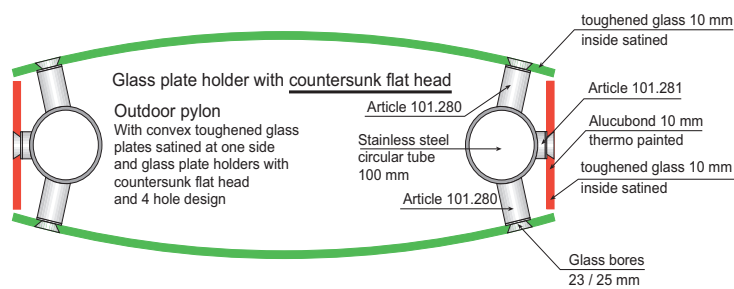 toughened glass 10 mm
inside satined
Glass plate holder with countersunk flat head
Article 101.281
Article 101.280
Outdoor pylon
With convex toughened glass
plates satined at one side
and glass plate holders with
countersunk flat head
and 4 hole design
Stainless steel
circular tube
100 mm
Alucubond 10 mm
thermo painted
toughened glass 10 mm
inside satined
Article 101.280
Glass bores
23 / 25 mm